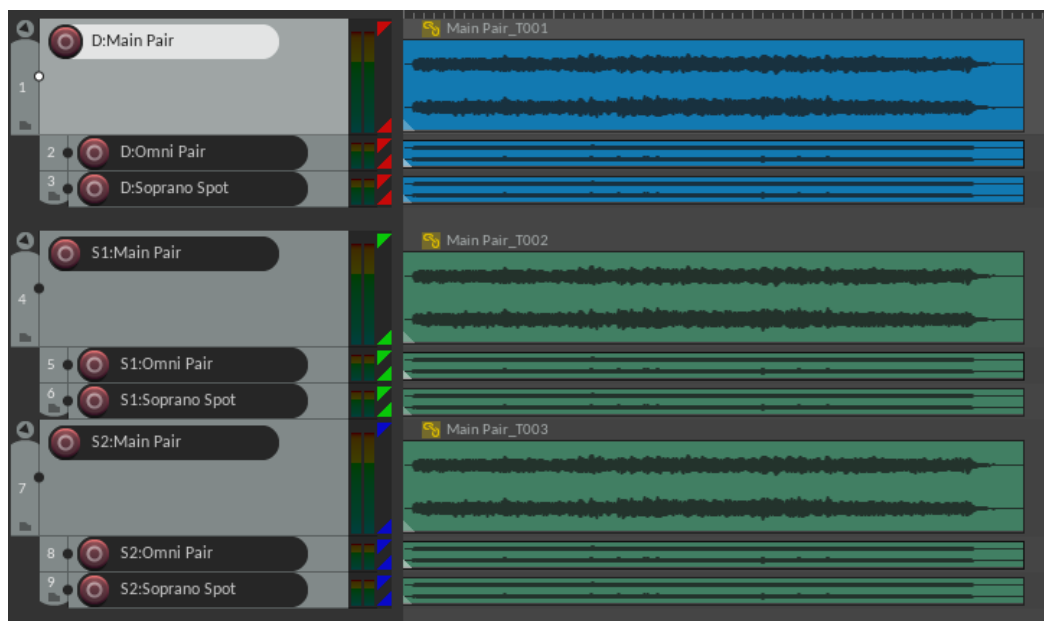 D:Main Pair
Main Pair_T001
1
2 D:Omni Pair
3 D:Soprano Spot
S1:Main Pair
Main Pair_T002
4
5 S1:Omni Pair
6 S1:Soprano Spot
S2:Main Pair
Main Pair_T003
7
8 S2:Omni Pair
9 S2:Soprano Spot